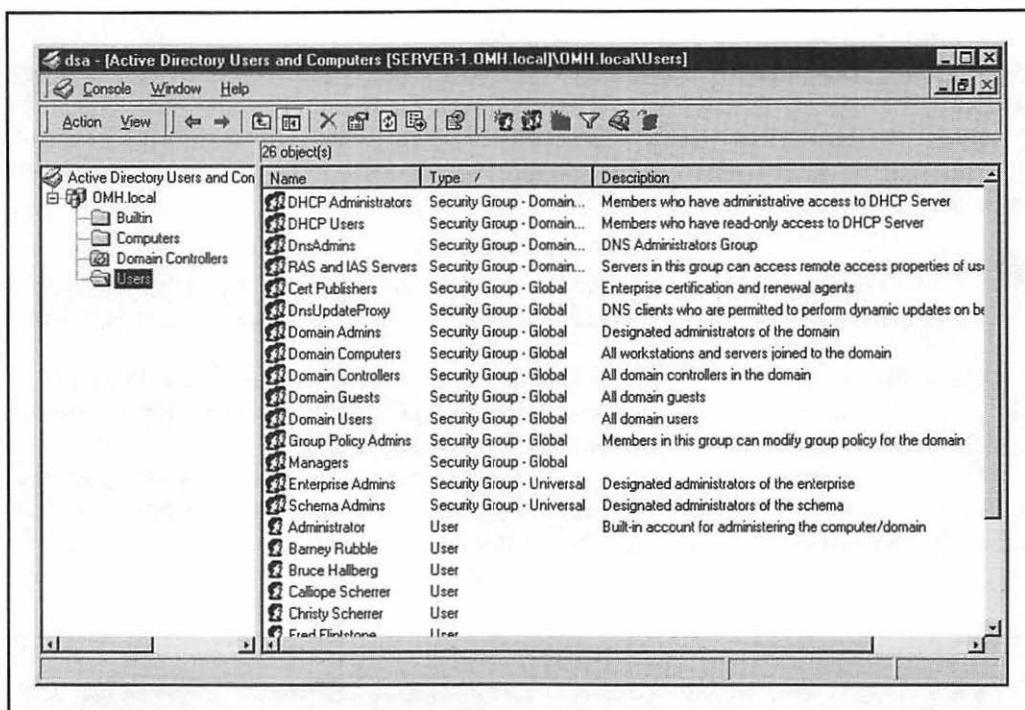 dsa - [Active Directory Users and Computers [SERVER-1.OMH.local]\OMH.local\Users]
Console Window Help
Action View
26 object(s)
Active Directory Users and Con
OMH.local
Builtin
Computers
Domain Controllers
Users
Name Type Description
DHCP Administrators Security Group - Domain... Members who have administrative access to DHCP Server
DHCP Users Security Group - Domain... Members who have read-only access to DHCP Server
DnsAdmins Security Group - Domain... DNS Administrators Group
RAS and IAS Servers Security Group - Domain... Servers in this group can access remote access properties of use
Cert Publishers Security Group - Global Enterprise certification and renewal agents
DnsUpdateProxy Security Group - Global DNS clients who are permitted to perform dynamic updates on be
Domain Admins Security Group - Global Designated administrators of the domain
Domain Computers Security Group - Global All workstations and servers joined to the domain
Domain Controllers Security Group - Global All domain controllers in the domain
Domain Guests Security Group - Global All domain guests
Domain Users Security Group - Global All domain users
Group Policy Admins Security Group - Global Members in this group can modify group policy for the domain
Managers Security Group - Global
Enterprise Admins Security Group - Universal Designated administrators of the enterprise
Schema Admins Security Group - Universal Designated administrators of the schema
Administrator User Built-in account for administering the computer/domain
Barney Rubble User
Bruce Hallberg User
Calliope Scherrer User
Christy Scherrer User
Fred Flintstone User